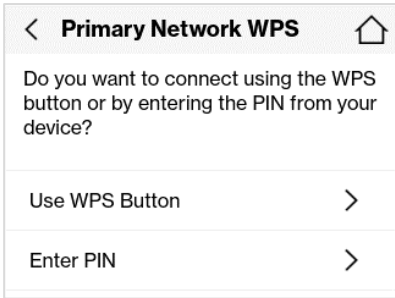 Primary Network WPS
Do you want to connect using the WPS
button or by entering the PIN from your
device?
Use WPS Button
Enter PIN